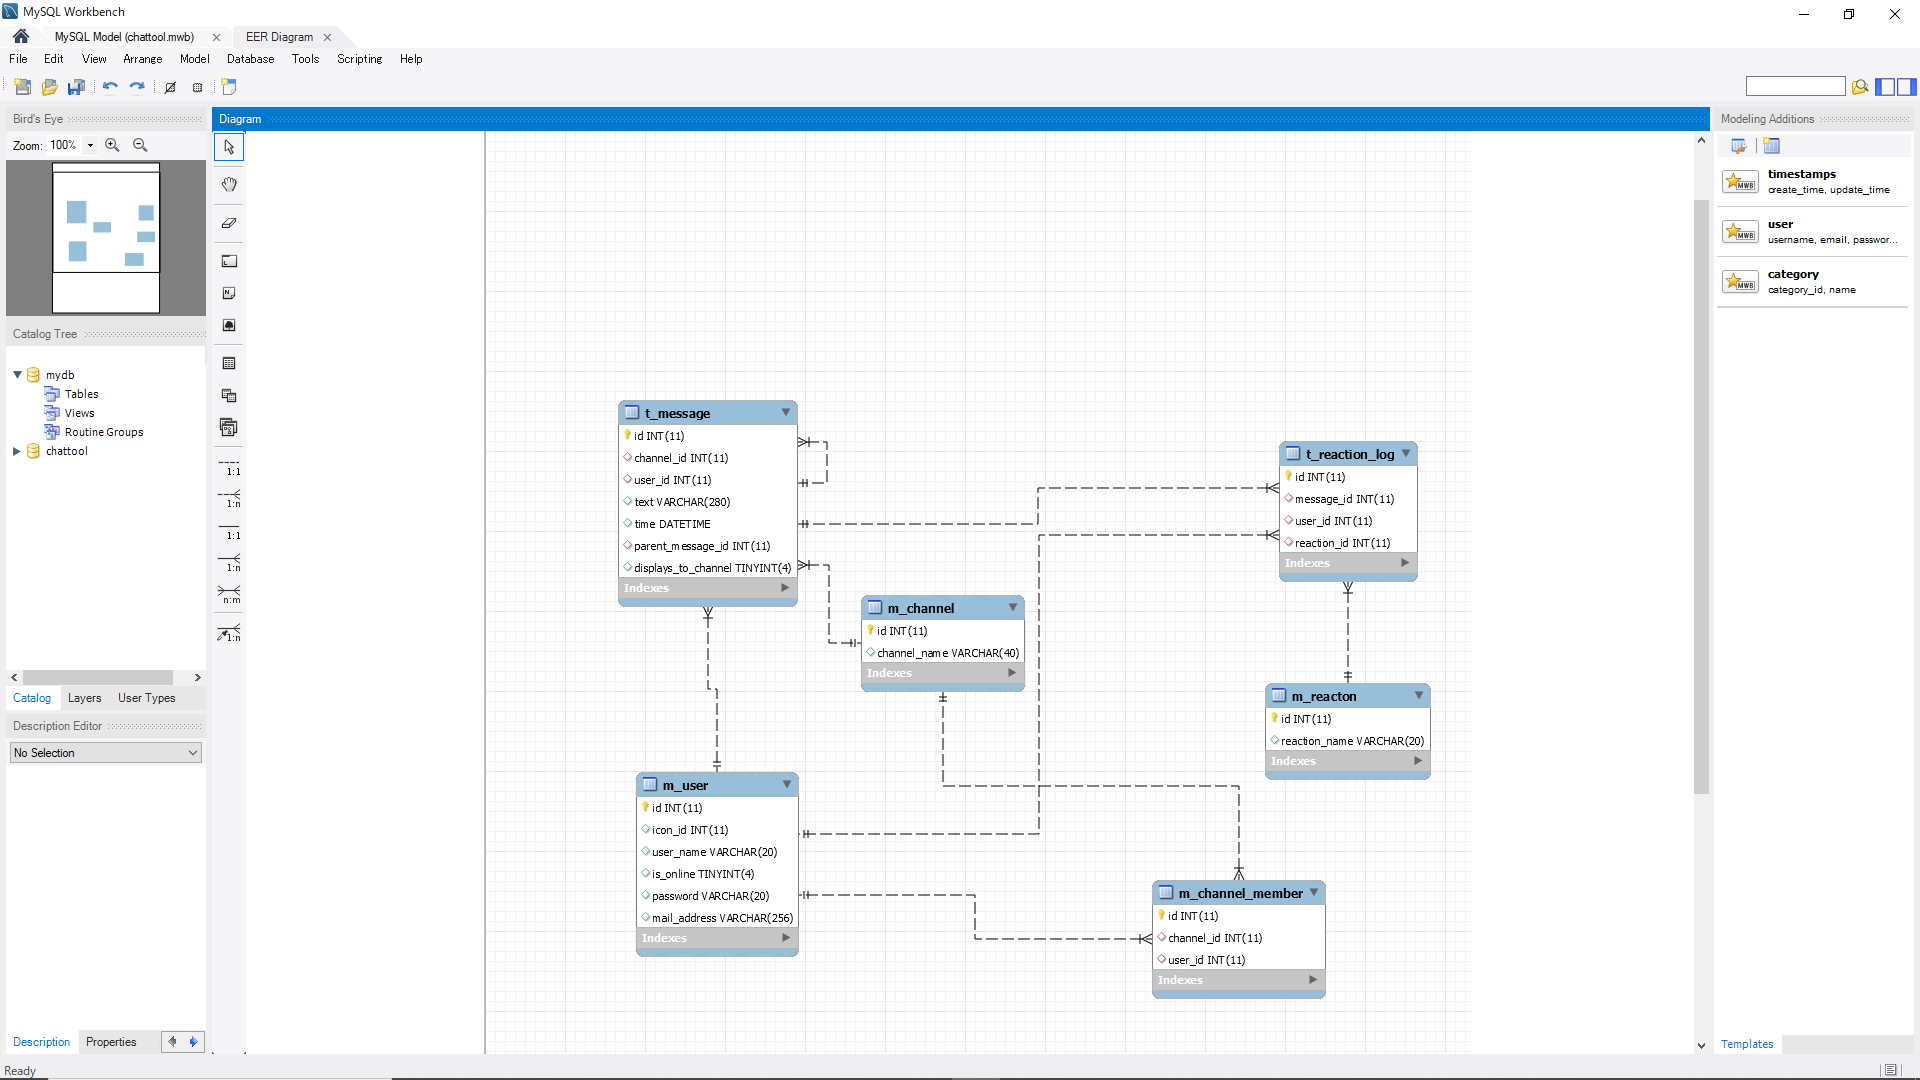 MySQL Workbench
MySQL Model (chattool.mwb)
EER Diagram
File Edit View Arrange Model Database Tools Scripting Help
Bird's Eye
Zoom: 100%
Catalog Tree
mydb
Tables
Views
Routine Groups
chattool
Catalog Layers User Types
Description Editor
No Selection
Description Properties
Ready
Diagram
1:1
1:n
1:1
1:n
n:m
1:n
t_message
id INT(11)
channel_id INT(11)
user_id INT(11)
text VARCHAR(280)
time DATETIME
parent_message_id INT(11)
displays_to_channel TINYINT(4)
Indexes
m_channel
id INT(11)
channel_name VARCHAR(40)
Indexes
t_reaction_log
id INT(11)
message_id INT(11)
user_id INT(11)
reaction_id INT(11)
Indexes
m_reacton
id INT(11)
reaction_name VARCHAR(20)
Indexes
m_user
id INT(11)
icon_id INT(11)
user_name VARCHAR(20)
is_online TINYINT(4)
password VARCHAR(20)
mail_address VARCHAR(256)
Indexes
m_channel_member
id INT(11)
channel_id INT(11)
user_id INT(11)
Indexes
Modeling Additions
MWB
timestamps
create_time, update_time
MWB
user
username, email, passwor...
MWB
category
category_id, name
Templates